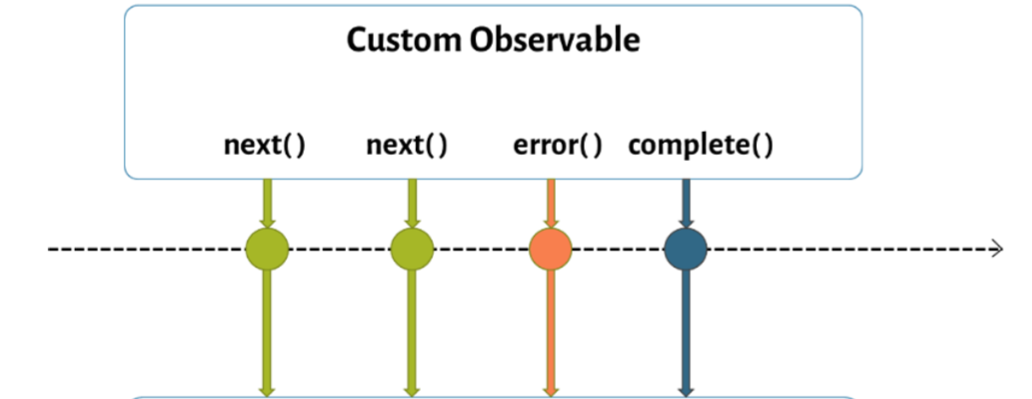 Custom Observable
next() next() error() complete()